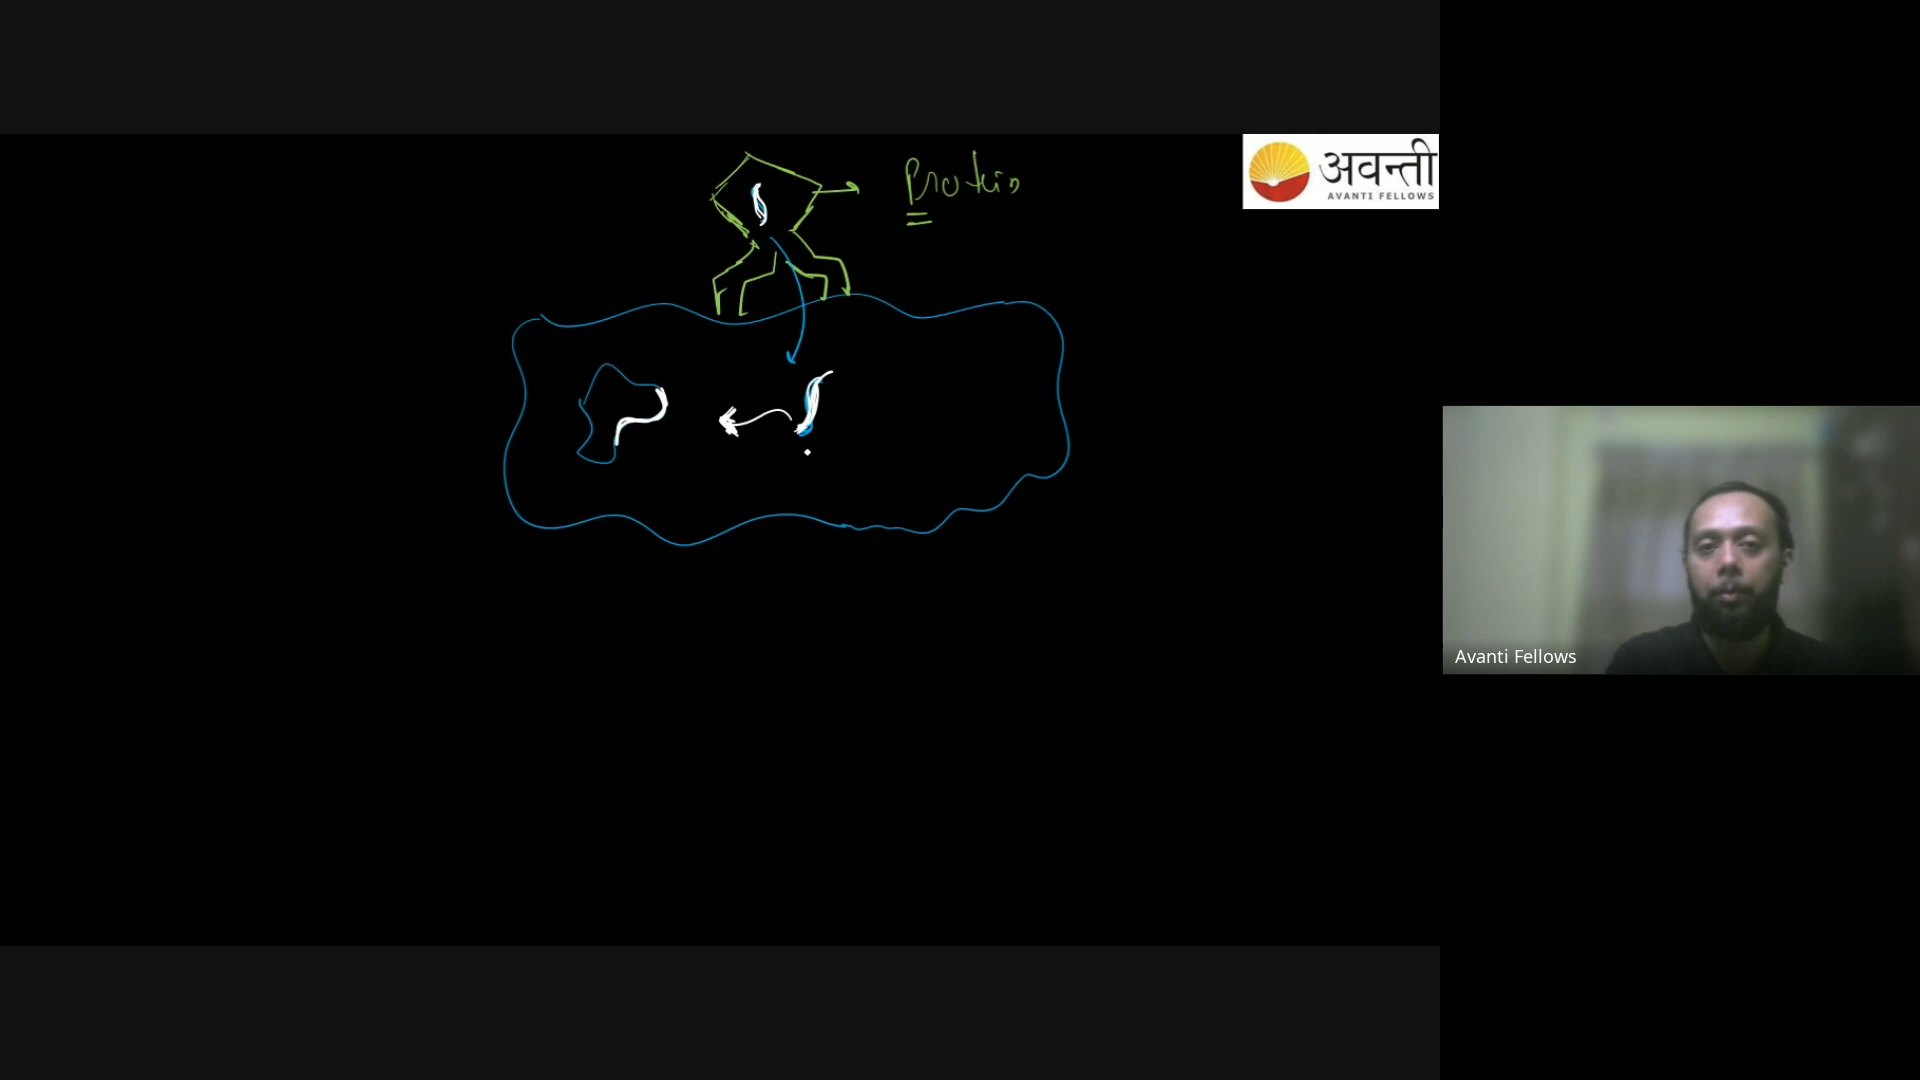 Protein
अवन्ती
AVANTI FELLOWS
Avanti Fellows